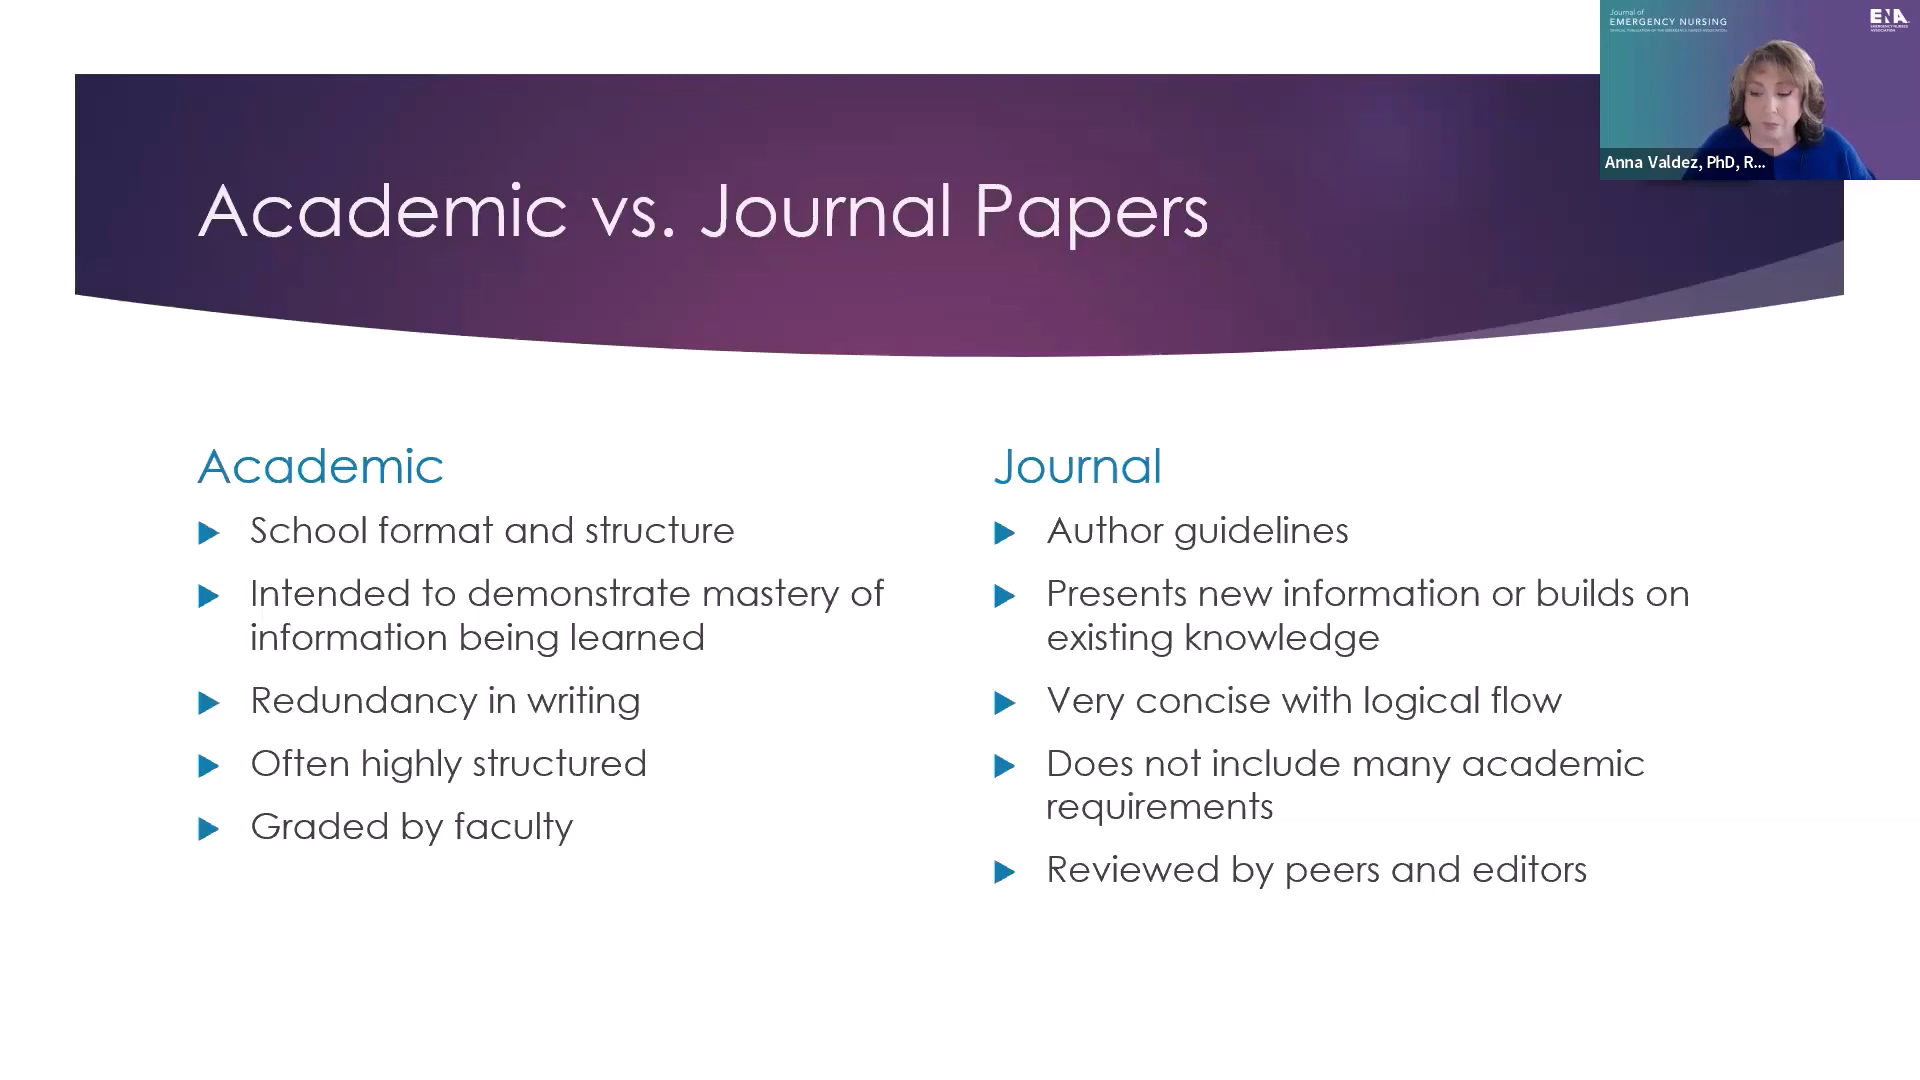 Journal of
EMERGENCY NURSING
ENA
Anna Valdez, PhD, R...
Academic vs. Journal Papers
Academic
School format and structure
Intended to demonstrate mastery of
information being learned
Redundancy in writing
Often highly structured
Graded by faculty
Journal
Author guidelines
Presents new information or builds on
existing knowledge
Very concise with logical flow
Does not include many academic
requirements
Reviewed by peers and editors